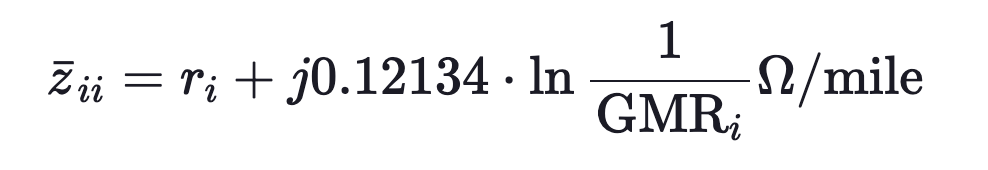 z̄ᵢᵢ = rᵢ + j0.12134 · ln 1/GMRᵢ Ω/mile